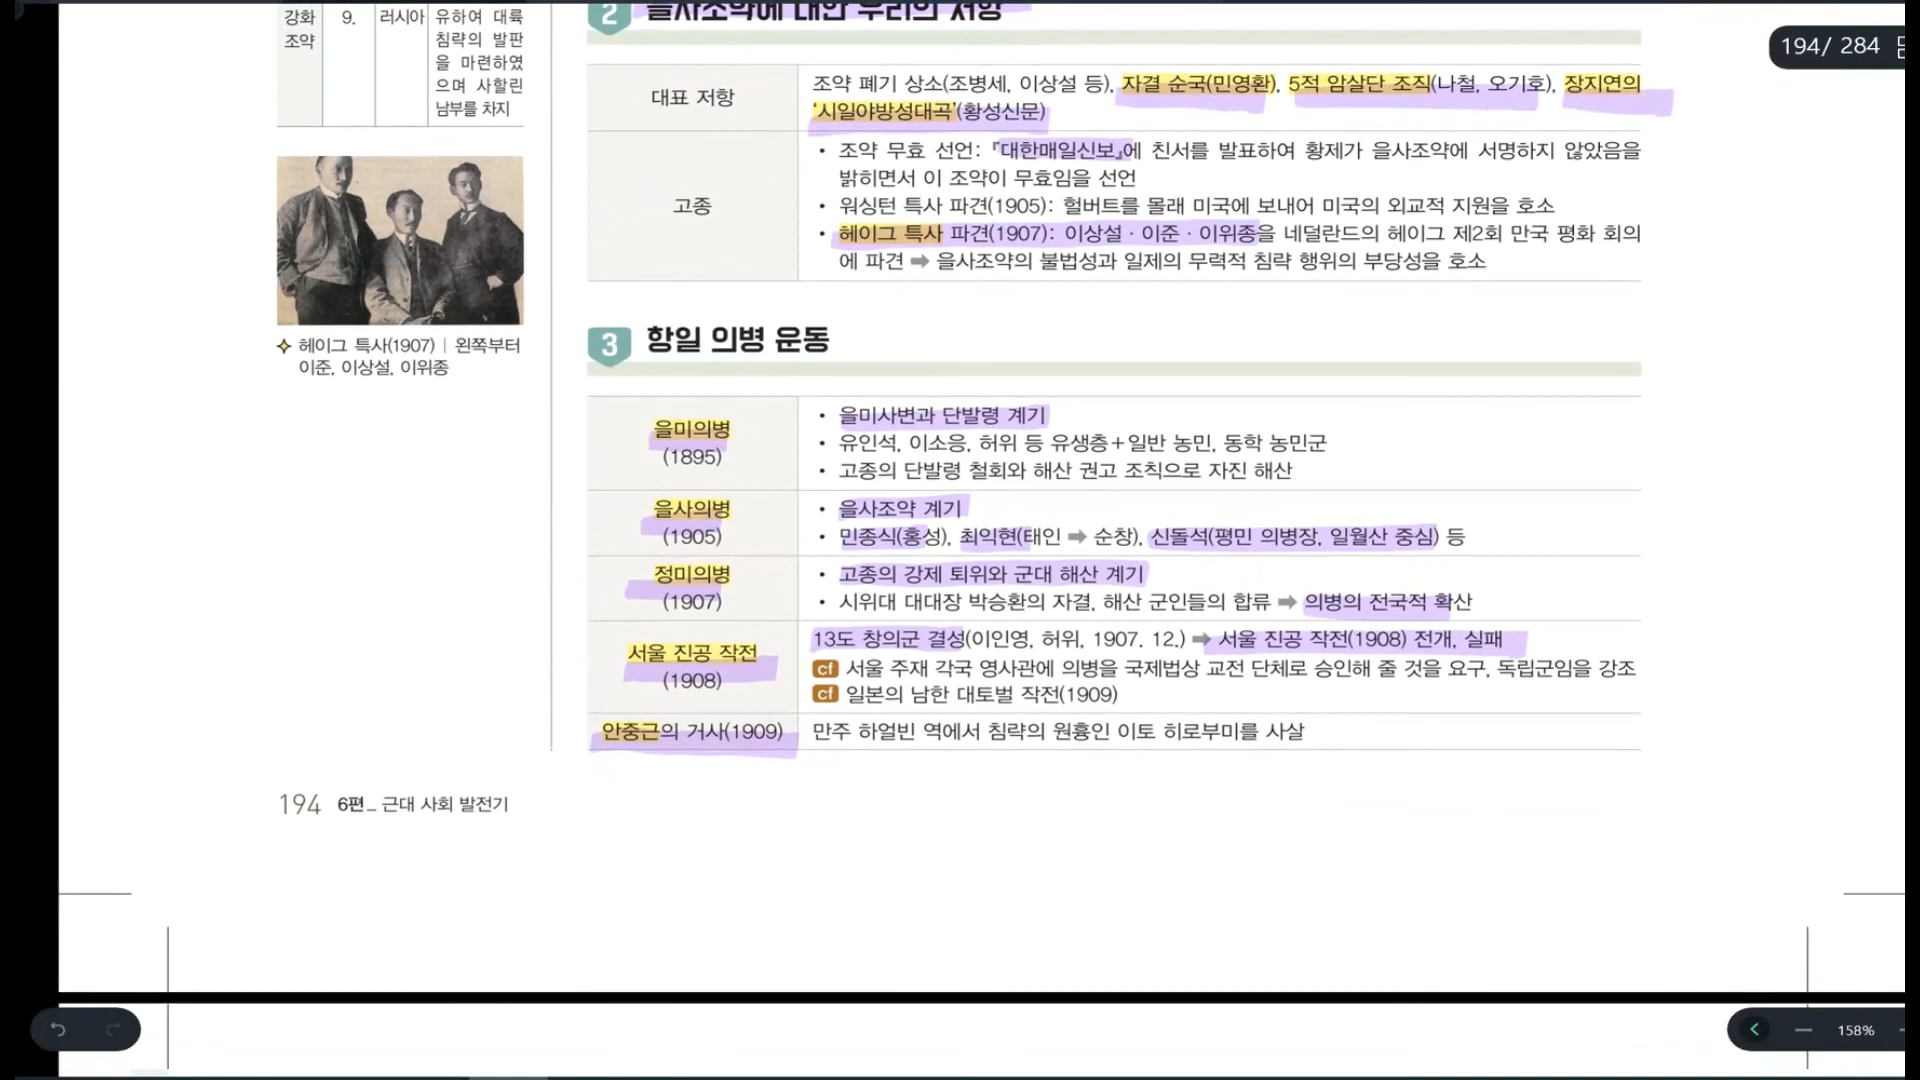 강화
조약
9.
러시아
유하여 대륙
침략의 발판
을 마련하였
으며 사할린
남부를 차지
헤이그 특사(1907) | 왼쪽부터
이준, 이상설, 이위종
2 을사조약에 대한 우리의 저항
대표 저항
조약 폐기 상소(조병세, 이상설 등), 자결 순국(민영환), 5적 암살단 조직(나철, 오기호), 장지연의
‘시일야방성대곡’(황성신문)
고종
• 조약 무효 선언: 『대한매일신보』에 친서를 발표하여 황제가 을사조약에 서명하지 않았음을
밝히면서 이 조약이 무효임을 선언
• 워싱턴 특사 파견(1905): 헐버트를 몰래 미국에 보내어 미국의 외교적 지원을 호소
• 헤이그 특사 파견(1907): 이상설 · 이준 · 이위종을 네덜란드의 헤이그 제2회 만국 평화 회의
에 파견 ➡ 을사조약의 불법성과 일제의 무력적 침략 행위의 부당성을 호소
3 항일 의병 운동
을미의병
(1895)
• 을미사변과 단발령 계기
• 유인석, 이소응, 허위 등 유생층+일반 농민, 동학 농민군
• 고종의 단발령 철회와 해산 권고 조칙으로 자진 해산
을사의병
(1905)
• 을사조약 계기
• 민종식(홍성), 최익현(태인 ➡ 순창), 신돌석(평민 의병장, 일월산 중심) 등
정미의병
(1907)
• 고종의 강제 퇴위와 군대 해산 계기
• 시위대 대대장 박승환의 자결, 해산 군인들의 합류 ➡ 의병의 전국적 확산
서울 진공 작전
(1908)
13도 창의군 결성(이인영, 허위, 1907. 12.) ➡ 서울 진공 작전(1908) 전개, 실패
cf 서울 주재 각국 영사관에 의병을 국제법상 교전 단체로 승인해 줄 것을 요구, 독립군임을 강조
cf 일본의 남한 대토벌 작전(1909)
안중근의 거사(1909)
만주 하얼빈 역에서 침략의 원흉인 이토 히로부미를 사살
194 6편_ 근대 사회 발전기
194/ 284
158%